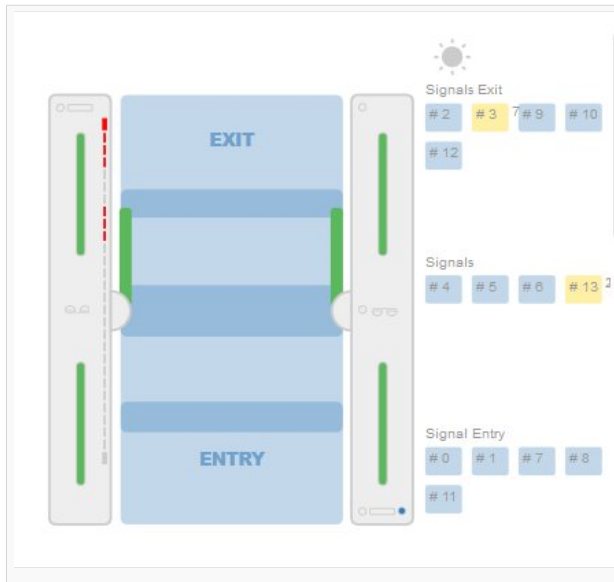 Signals Exit
# 2 # 3 7 # 9 # 10
# 12
EXIT
Signals
# 4 # 5 # 6 # 13 2
Signal Entry
# 0 # 1 # 7 # 8
# 11
ENTRY